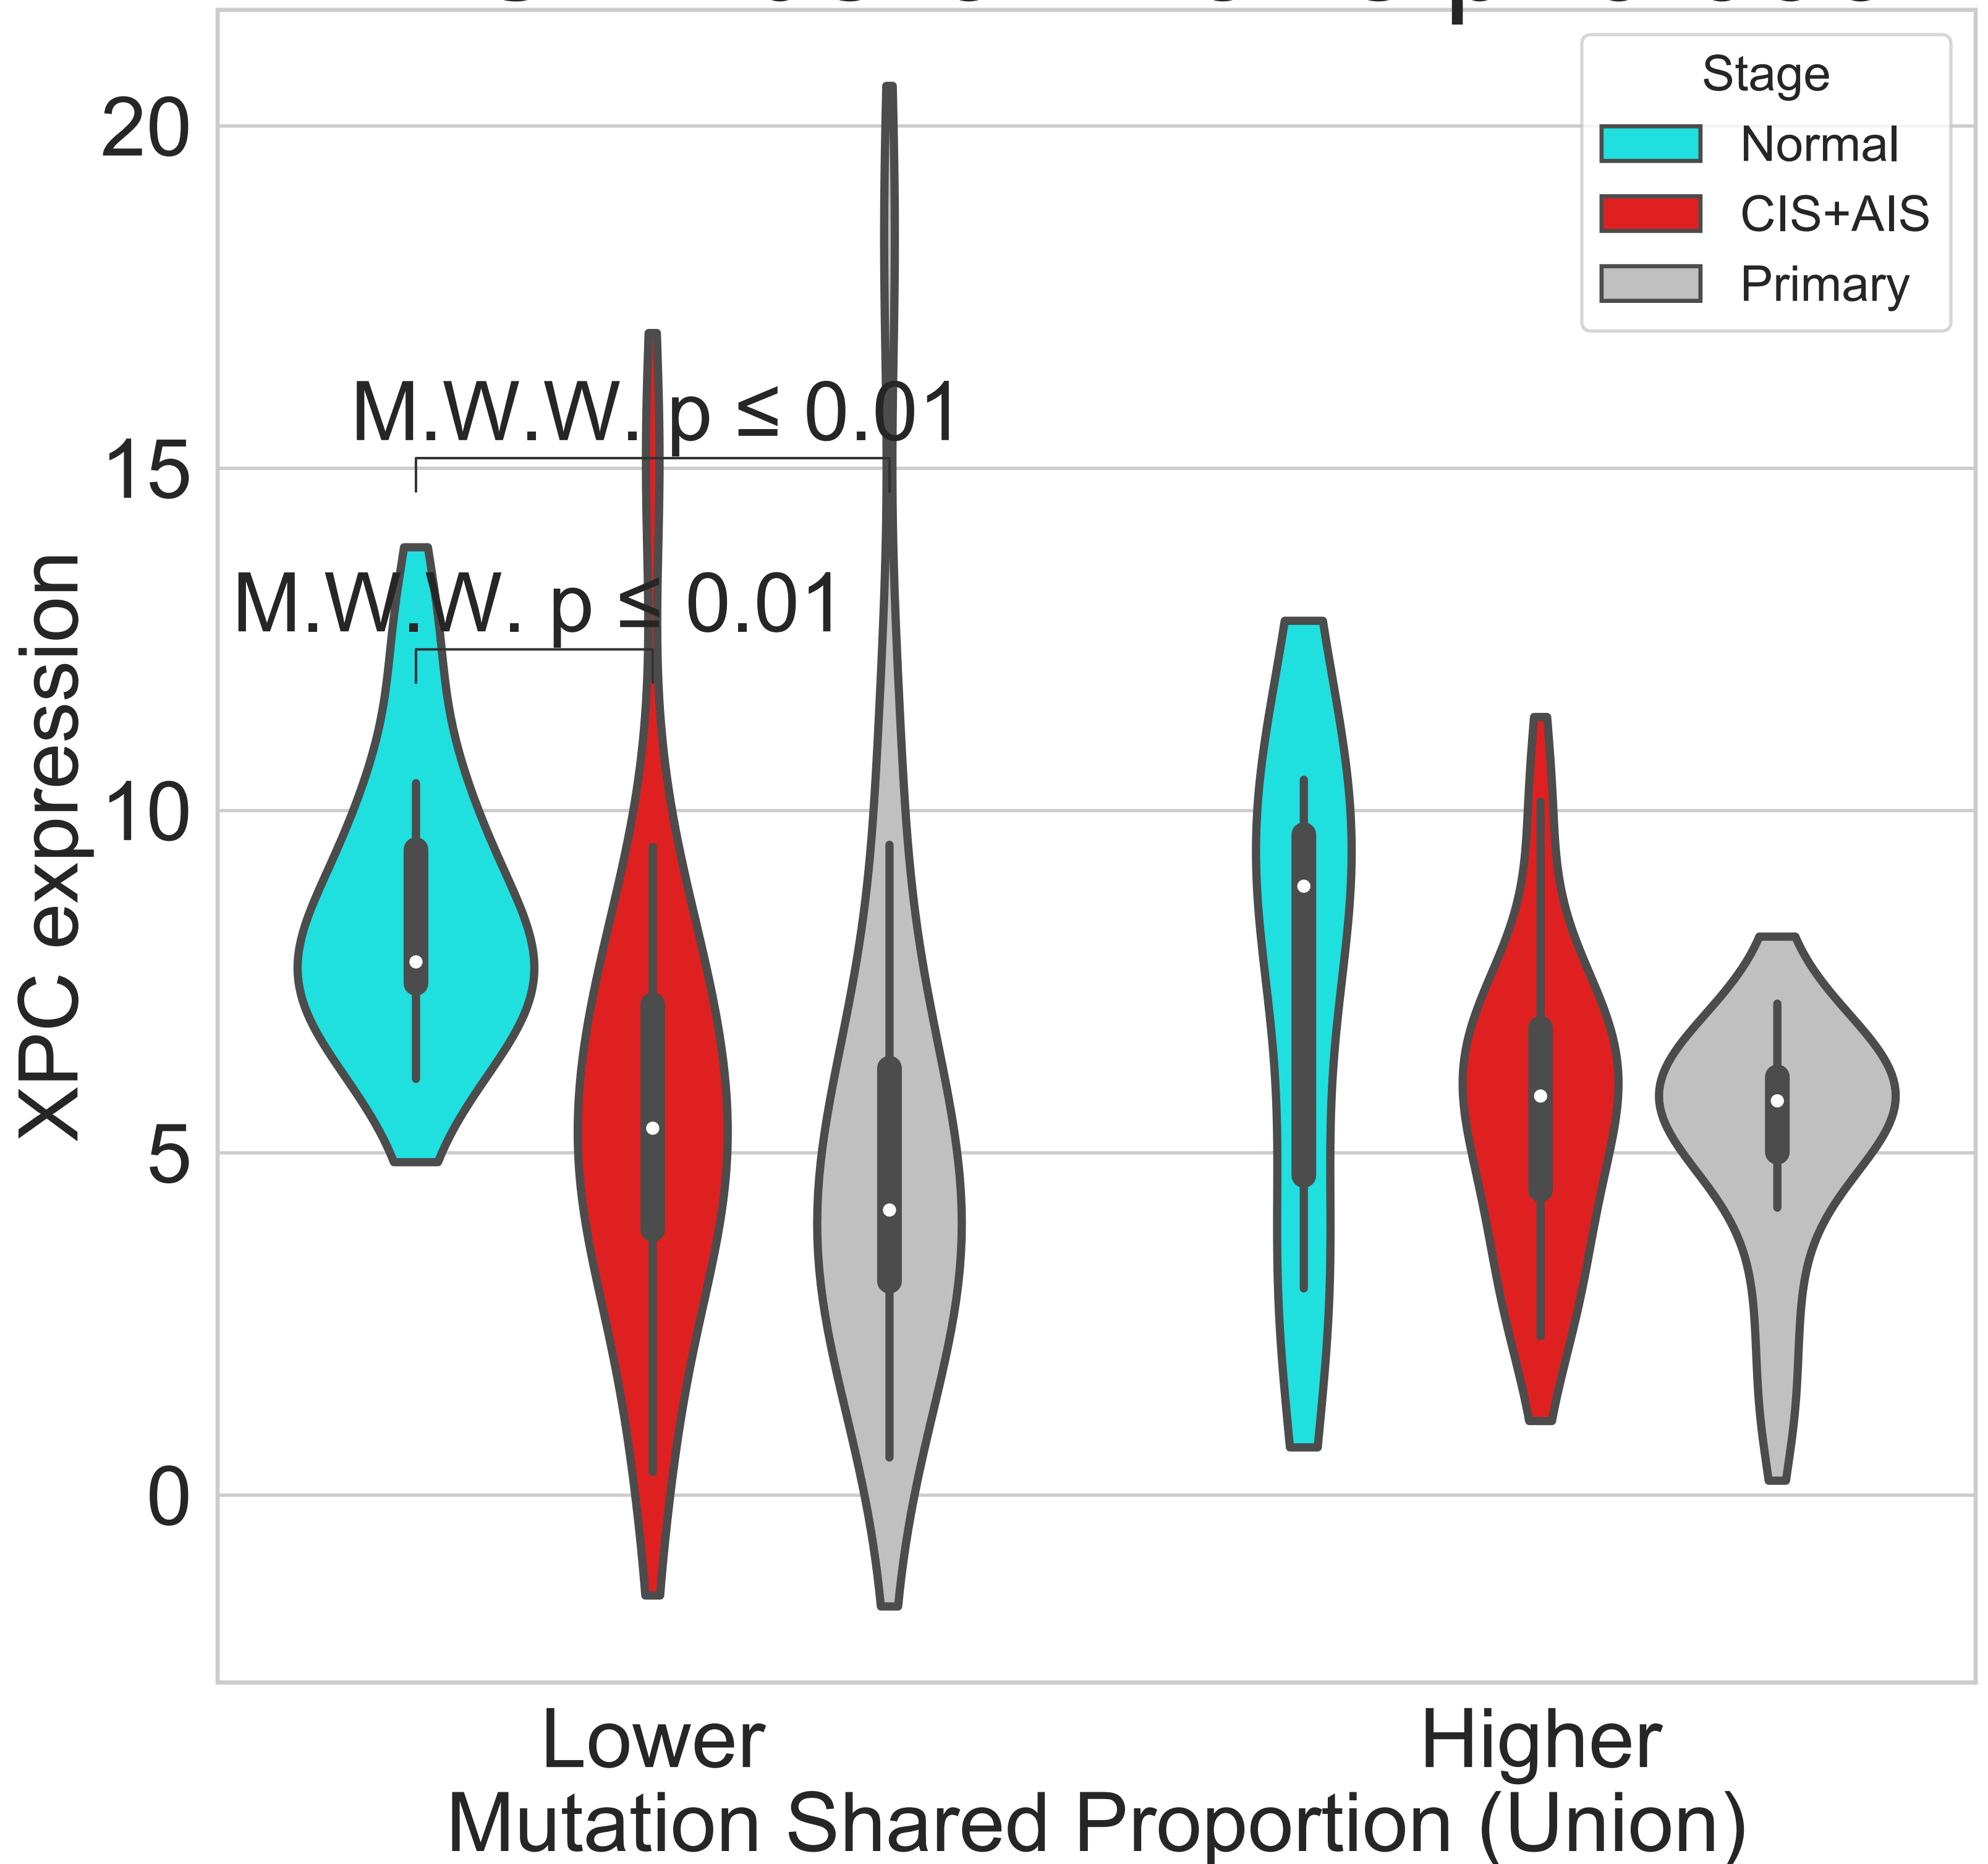 Stage
Normal
CIS+AIS
Primary
20
15
10
5
0
XPC expression
M.W.W. p ≤ 0.01
M.W.W. p ≤ 0.01
Lower
Higher
Mutation Shared Proportion (Union)